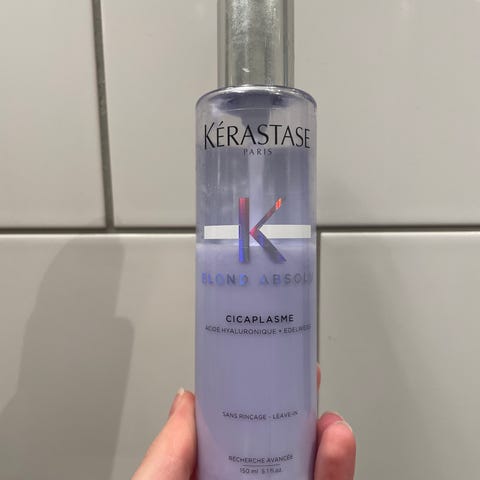 KÉRASTASE
PARIS
K
BLOND ABSOLU
CICAPLASME
ACIDE HYALURONIQUE + EDELWEISS
SANS RINÇAGE - LEAVE-IN
RECHERCHE AVANCÉE
150 ml 5.1 fl.oz.